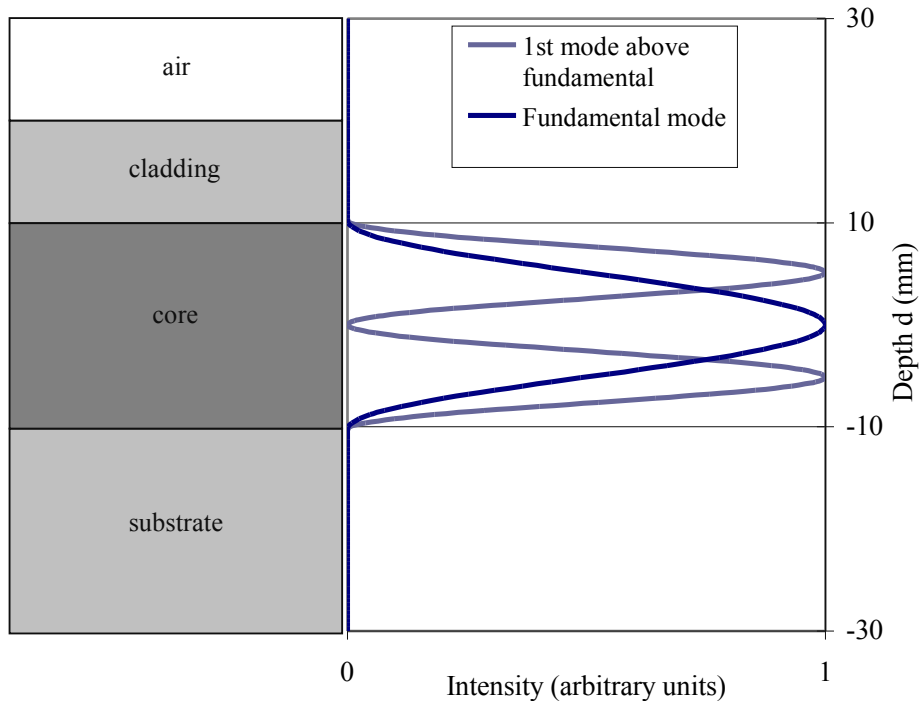 air
cladding
core
substrate
1st mode above
fundamental
Fundamental mode
30
10
-10
-30
Depth d (mm)
0
1
Intensity (arbitrary units)